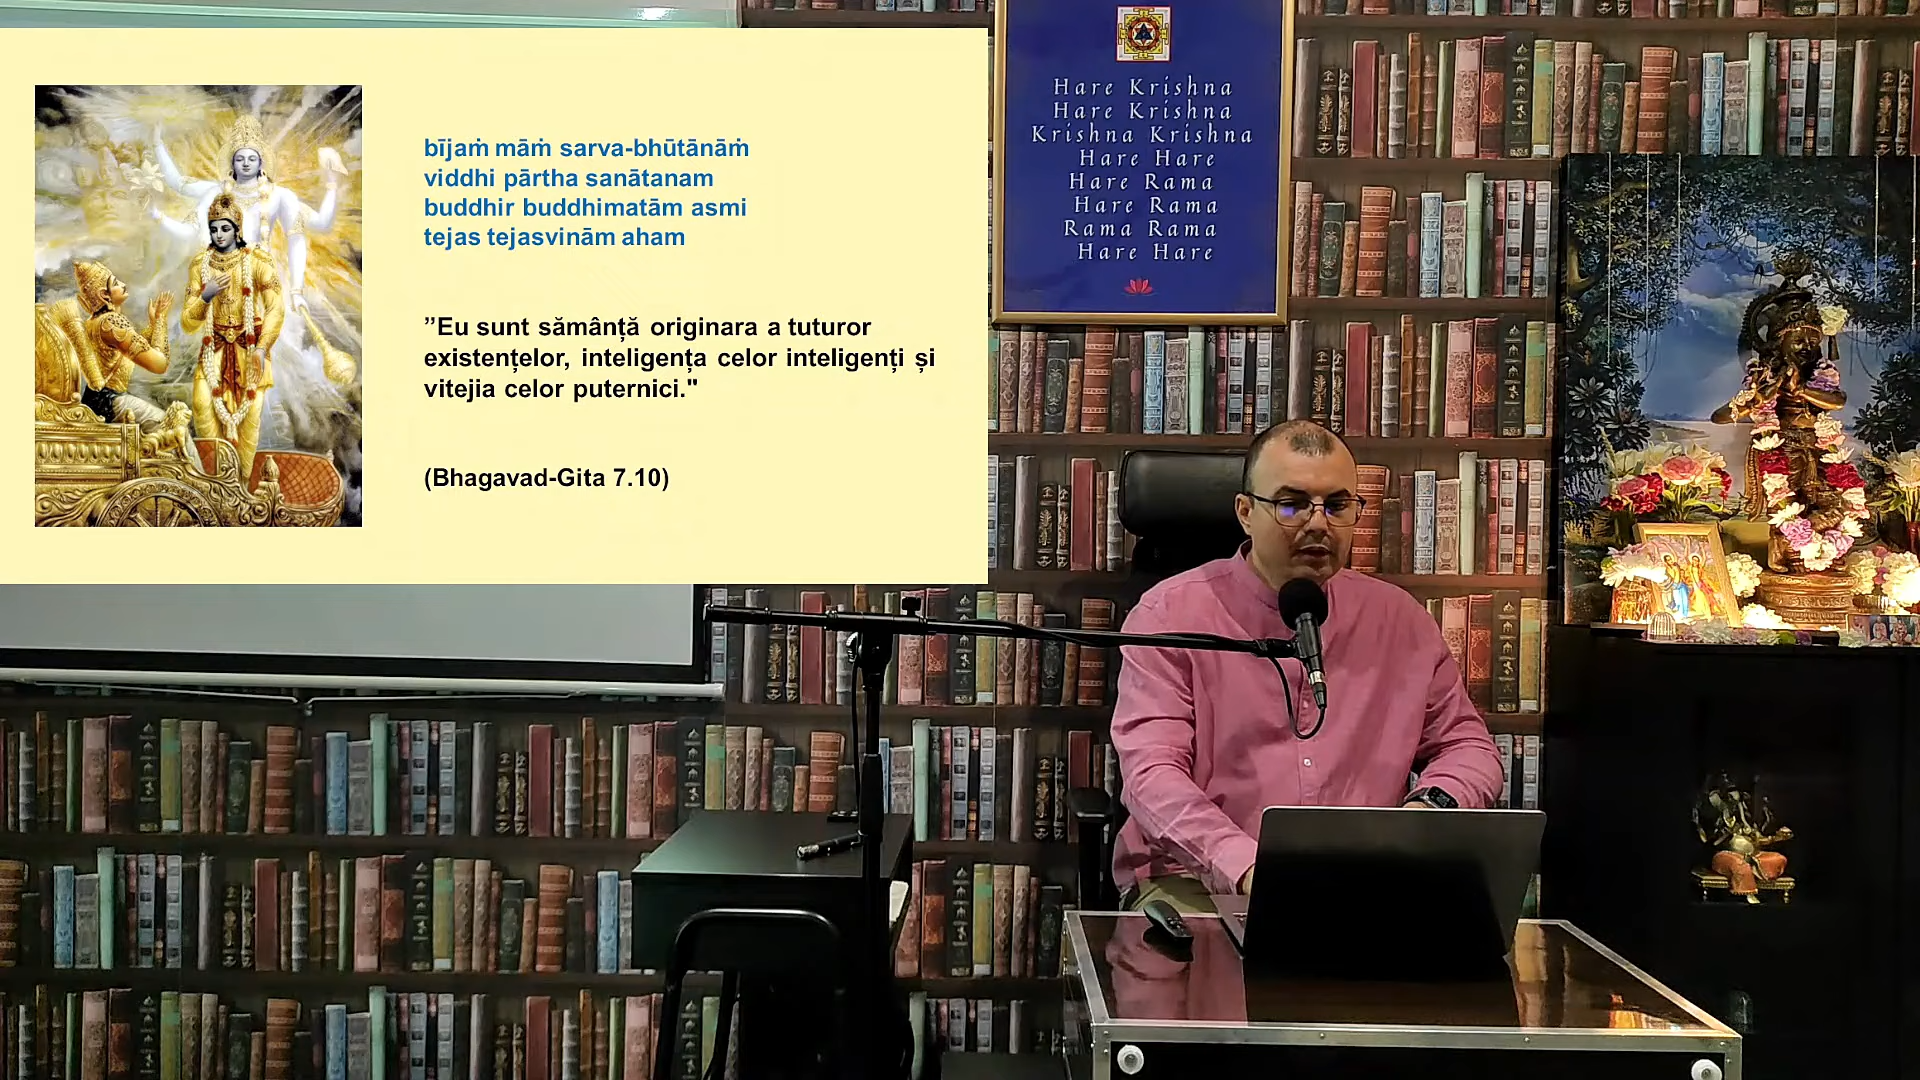 bījaṁ māṁ sarva-bhūtānāṁ
viddhi pārtha sanātanam
buddhir buddhimatām asmi
tejas tejasvinām aham
”Eu sunt sămânță originara a tuturor
existențelor, inteligența celor inteligenți și
vitejia celor puternici."
(Bhagavad-Gita 7.10)
Hare Krishna
Hare Krishna
Krishna Krishna
Hare Hare
Hare Rama
Hare Rama
Rama Rama
Hare Hare